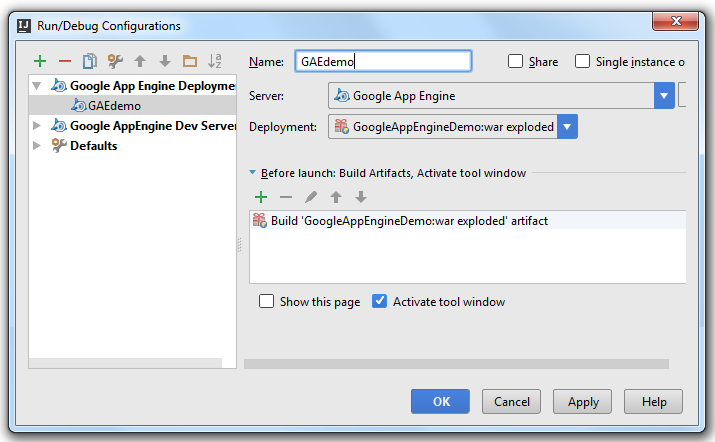 Run/Debug Configurations
Name: GAEdemo Share Single instance o
Google App Engine Deployme
GAEdemo
Server: Google App Engine
Google AppEngine Dev Server
Deployment: GoogleAppEngineDemo:war exploded
Defaults
Before launch: Build Artifacts, Activate tool window
Build 'GoogleAppEngineDemo:war exploded' artifact
Show this page Activate tool window
OK Cancel Apply Help